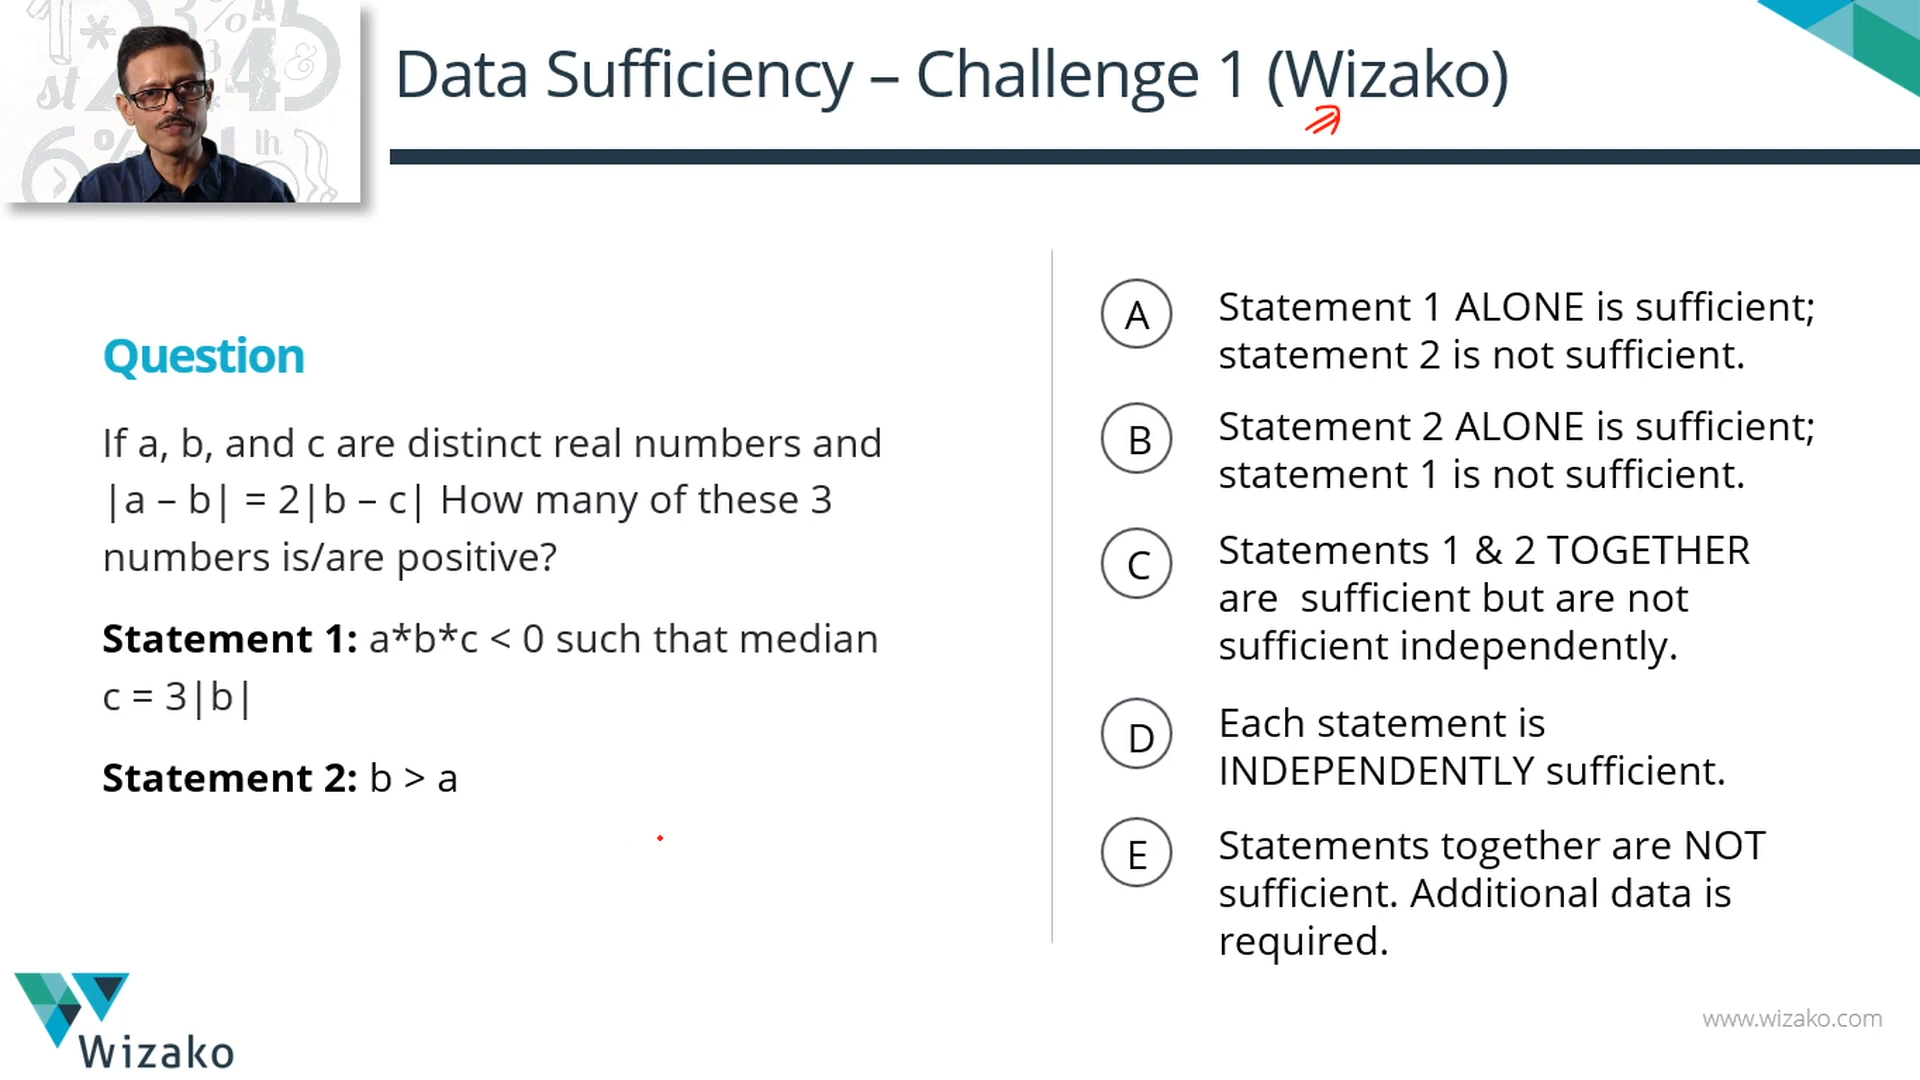 Data Sufficiency – Challenge 1 (Wizako)
Question
If a, b, and c are distinct real numbers and
|a – b| = 2|b – c| How many of these 3
numbers is/are positive?
Statement 1: a*b*c < 0 such that median
c = 3|b|
Statement 2: b > a
A Statement 1 ALONE is sufficient;
statement 2 is not sufficient.
B Statement 2 ALONE is sufficient;
statement 1 is not sufficient.
C Statements 1 & 2 TOGETHER
are sufficient but are not
sufficient independently.
D Each statement is
INDEPENDENTLY sufficient.
E Statements together are NOT
sufficient. Additional data is
required.
Wizako
www.wizako.com